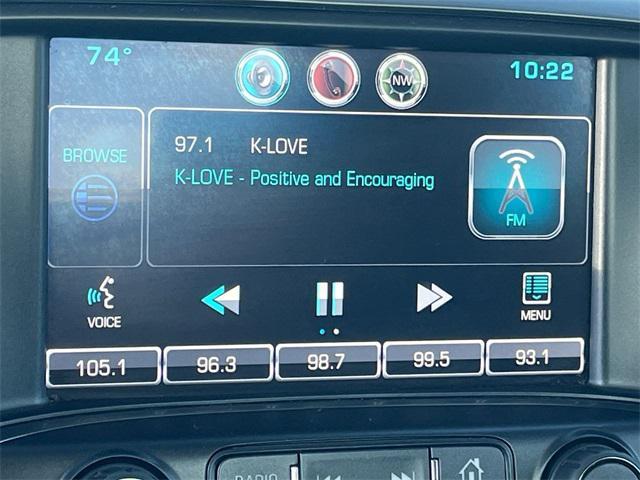 74° NW 10:22
BROWSE
97.1 K-LOVE
K-LOVE - Positive and Encouraging
FM
VOICE
MENU
105.1 96.3 98.7 99.5 93.1
RADIO